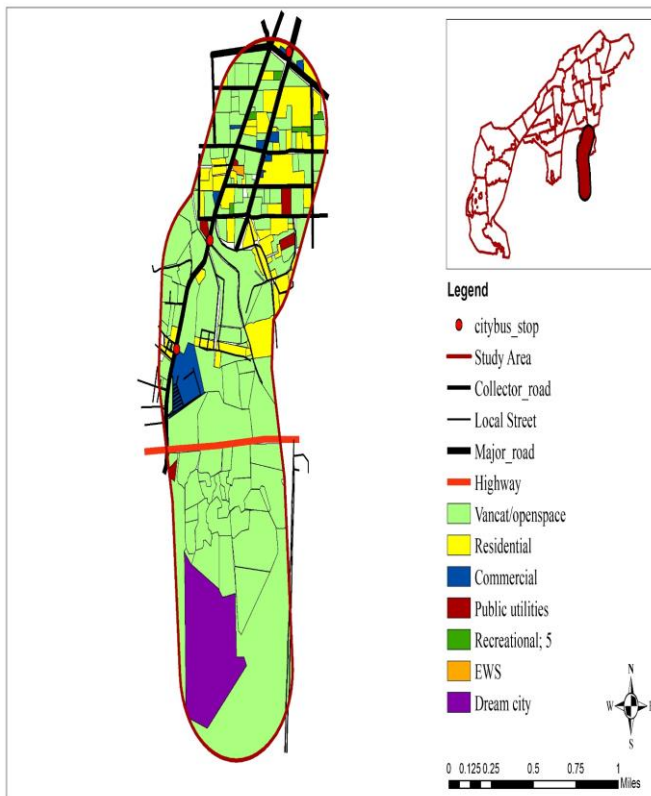 Legend
citybus_stop
Study Area
Collector_road
Local Street
Major_road
Highway
Vancat/openspace
Residential
Commercial
Public utilities
Recreational; 5
EWS
Dream city
N
W E
S
0 0.125 0.25 0.5 0.75 1
Miles